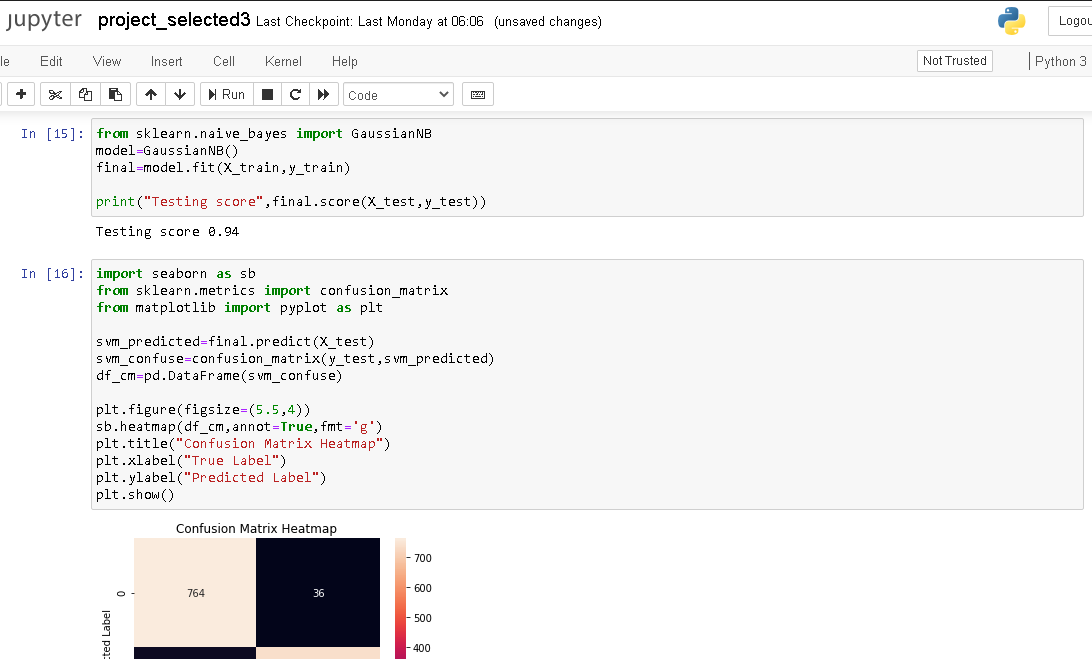 jupyter project_selected3 Last Checkpoint: Last Monday at 06:06 (unsaved changes)
Logou
le Edit View Insert Cell Kernel Help Not Trusted Python 3
Run Code
In [15]: from sklearn.naive_bayes import GaussianNB
model=GaussianNB()
final=model.fit(X_train,y_train)
print("Testing score",final.score(X_test,y_test))
Testing score 0.94
In [16]: import seaborn as sb
from sklearn.metrics import confusion_matrix
from matplotlib import pyplot as plt
svm_predicted=final.predict(X_test)
svm_confuse=confusion_matrix(y_test,svm_predicted)
df_cm=pd.DataFrame(svm_confuse)
plt.figure(figsize=(5.5,4))
sb.heatmap(df_cm,annot=True,fmt='g')
plt.title("Confusion Matrix Heatmap")
plt.xlabel("True Label")
plt.ylabel("Predicted Label")
plt.show()
Confusion Matrix Heatmap
700
0 764 36 600
cted Label
500
400